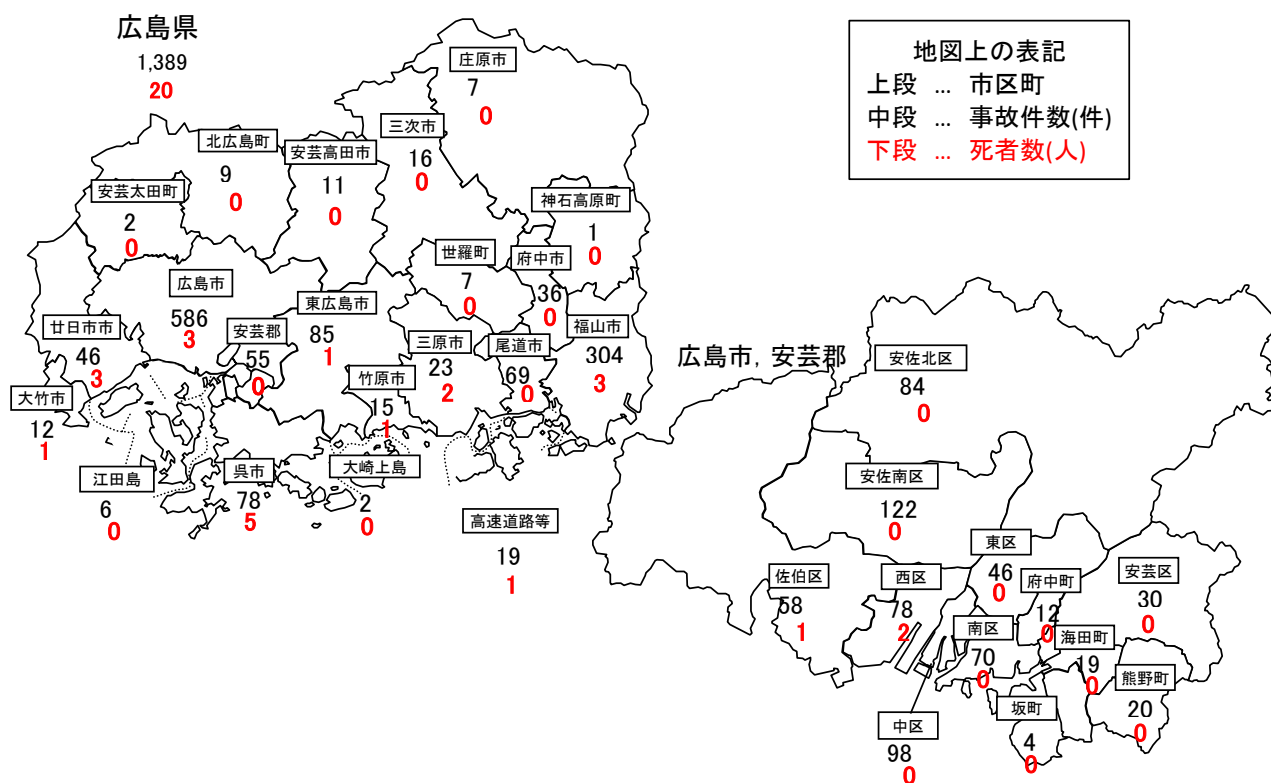 広島県
1,389
20
地図上の表記
上段 … 市区町
中段 … 事故件数(件)
下段 … 死者数(人)
庄原市
7
0
三次市
16
0
北広島町
9
0
安芸高田市
11
0
安芸太田町
2
0
神石高原町
1
0
世羅町
7
0
府中市
36
0
広島市
586
3
東広島市
85
1
安芸郡
55
0
廿日市市
46
3
福山市
304
3
三原市
23
2
尾道市
69
0
竹原市
15
1
大竹市
12
1
江田島
6
0
呉市
78
5
大崎上島
2
0
高速道路等
19
1
広島市, 安芸郡
安佐北区
84
0
安佐南区
122
0
東区
46
0
府中町
12
0
安芸区
30
0
佐伯区
58
1
西区
78
2
南区
70
0
海田町
19
0
熊野町
20
0
坂町
4
0
中区
98
0